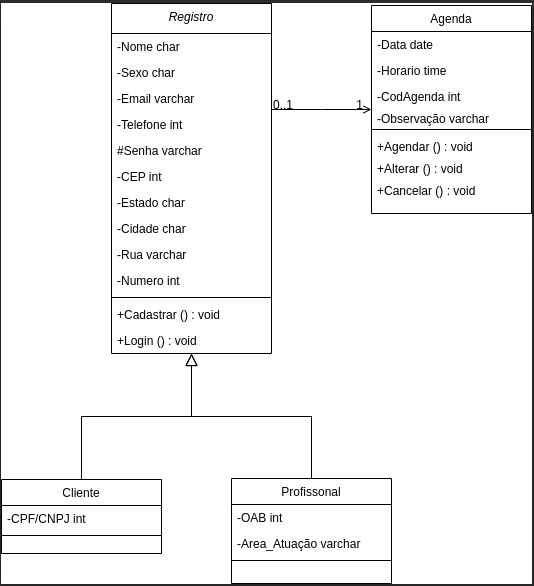 Registro
-Nome char
-Sexo char
-Email varchar
-Telefone int
#Senha varchar
-CEP int
-Estado char
-Cidade char
-Rua varchar
-Numero int
+Cadastrar () : void
+Login () : void
0..1
1
Agenda
-Data date
-Horario time
-CodAgenda int
-Observação varchar
+Agendar () : void
+Alterar () : void
+Cancelar () : void
Cliente
-CPF/CNPJ int
Profissonal
-OAB int
-Area_Atuação varchar